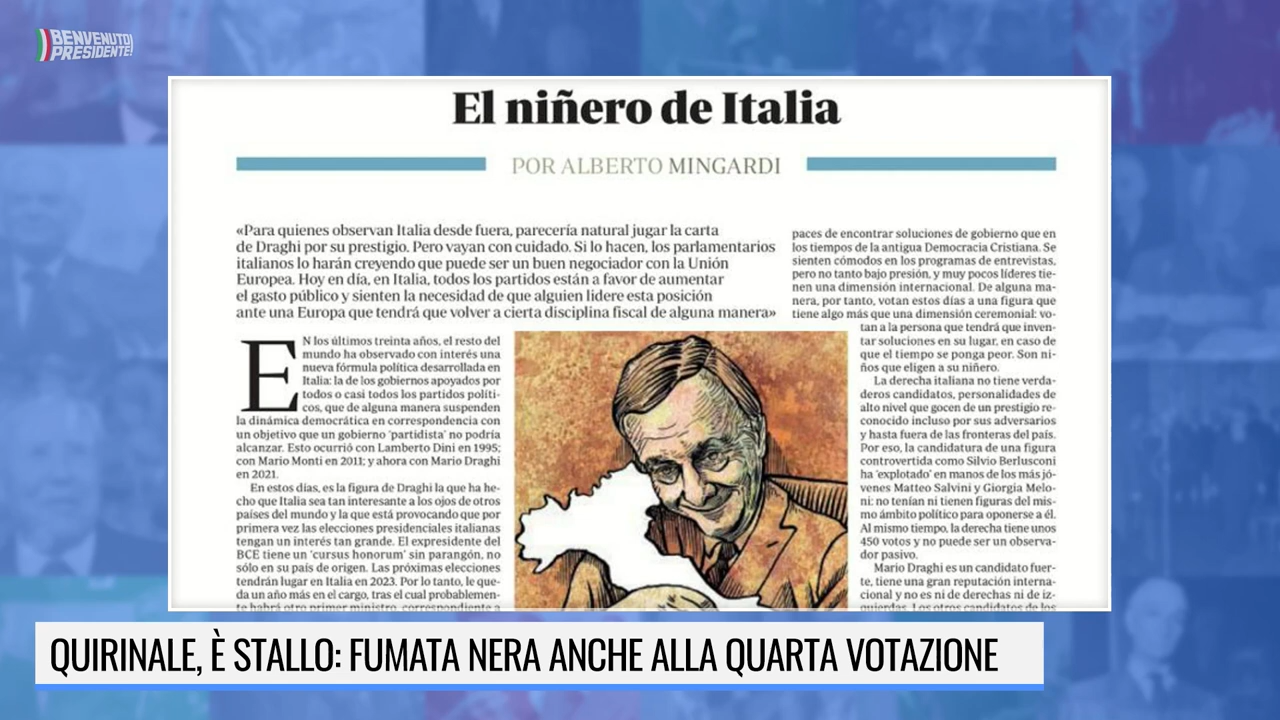 BENVENUTO
PRESIDENTE!
El niñero de Italia
POR ALBERTO MINGARDI
«Para quienes observan Italia desde fuera, parecería natural jugar la carta
de Draghi por su prestigio. Pero vayan con cuidado. Si lo hacen, los parlamentarios
italianos lo harán creyendo que puede ser un buen negociador con la Unión
Europea. Hoy en día, en Italia, todos los partidos están a favor de aumentar
el gasto público y sienten la necesidad de que alguien lidere esta posición
ante una Europa que tendrá que volver a cierta disciplina fiscal de alguna manera»
EN los últimos treinta años, el resto del
mundo ha observado con interés una
nueva fórmula política desarrollada en
Italia: la de los gobiernos apoyados por
todos o casi todos los partidos políti-
cos, que de alguna manera suspenden
la dinámica democrática en correspondencia con
un objetivo que un gobierno 'partidista' no podría
alcanzar. Esto ocurrió con Lamberto Dini en 1995;
con Mario Monti en 2011; y ahora con Mario Draghi
en 2021.
En estos días, es la figura de Draghi la que ha he-
cho que Italia sea tan interesante a los ojos de otros
países del mundo y la que está provocando que por
primera vez las elecciones presidenciales italianas
tengan un interés tan grande. El expresidente del
BCE tiene un 'cursus honorum' sin parangón, no
sólo en su país de origen. Las próximas elecciones
tendrán lugar en Italia en 2023. Por lo tanto, le que-
da un año más en el cargo, tras el cual probablemen-
te habrá otro primer ministro, correspondiente a
paces de encontrar soluciones de gobierno que en
los tiempos de la antigua Democracia Cristiana. Se
sienten cómodos en los programas de entrevistas,
pero no tanto bajo presión, y muy pocos líderes tie-
nen una dimensión internacional. De alguna ma-
nera, por tanto, votan estos días a una figura que
tiene algo más que una dimensión ceremonial: vo-
tan a la persona que tendrá que inven-
tar soluciones en su lugar, en caso de
que el tiempo se ponga peor. Son ni-
ños que eligen a su niñero.
La derecha italiana no tiene verda-
deros candidatos, personalidades de
alto nivel que gocen de un prestigio re-
conocido incluso por sus adversarios
y hasta fuera de las fronteras del país.
Por eso, la candidatura de una figura
controvertida como Silvio Berlusconi
ha 'explotado' en manos de los más jó-
venes Matteo Salvini y Giorgia Melo-
ni: no tenían ni tienen figuras del mis-
mo ámbito político para oponerse a él.
Al mismo tiempo, la derecha tiene unos
450 votos y no puede ser un observa-
dor pasivo.
Mario Draghi es un candidato fuer-
te, tiene una gran reputación interna-
cional y no es ni de derechas ni de iz-
quierdas. Los otros candidatos de los
QUIRINALE, È STALLO: FUMATA NERA ANCHE ALLA QUARTA VOTAZIONE